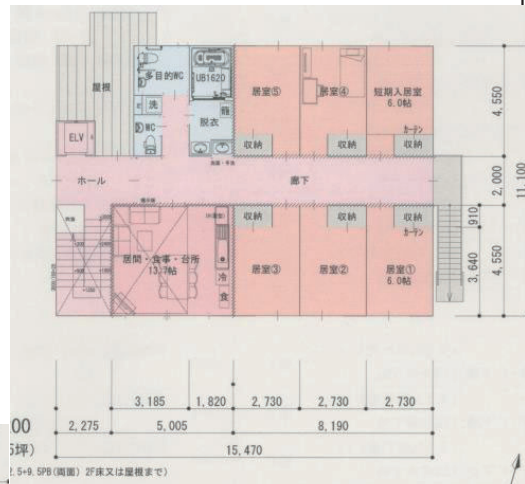 屋根
多目的WC
UB1620
洗
WC
脱衣
ELV
ホール
廊下
居室⑤
居室④
短期入居室
6.0帖
カーテン
収納
収納
収納
収納
収納
収納
カーテン
居間・食事・台所
冷
食
居室③
居室②
居室①
6.0帖
4,550
2,000
910
3,640
4,550
11,100
3,185
1,820
2,730
2,730
2,730
2,275
5,005
8,190
15,470
00
坪)
2.5+9.5PB(両面) 2F床又は屋根まで)